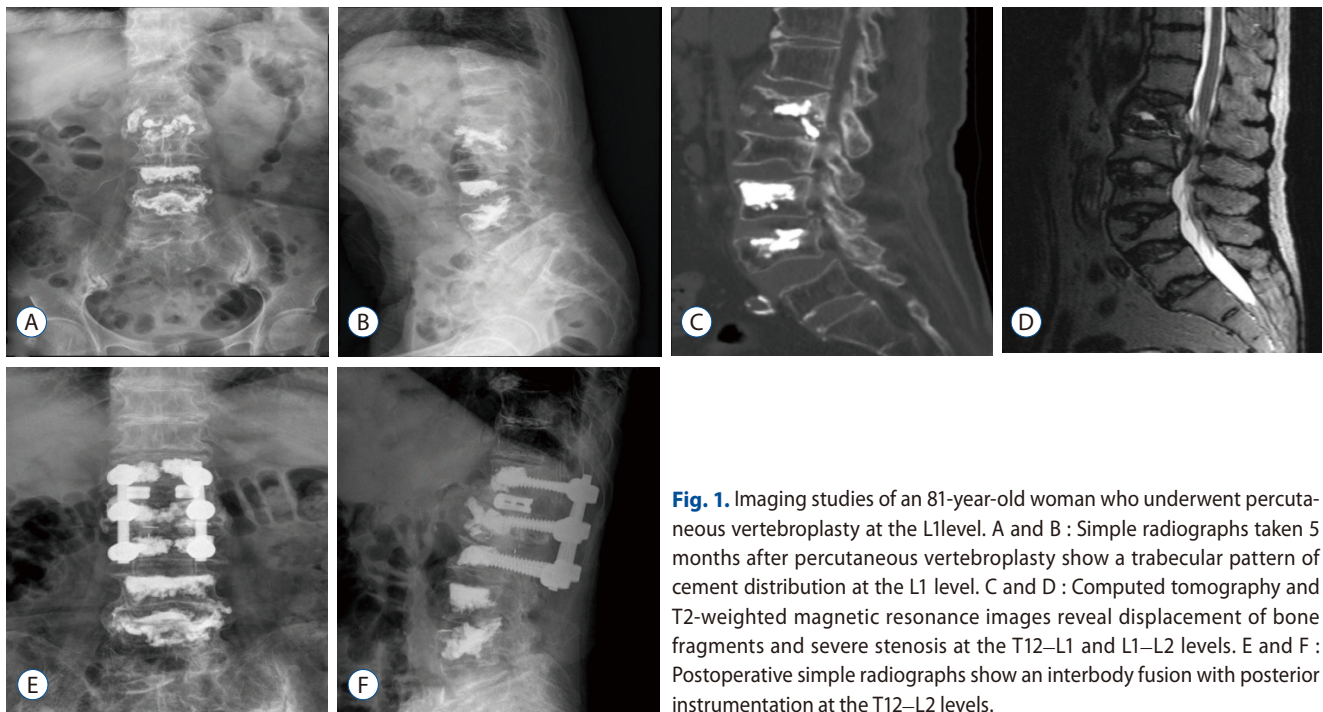 A
B
C
D
E
F
Fig. 1. Imaging studies of an 81-year-old woman who underwent percuta-
neous vertebroplasty at the L1level. A and B : Simple radiographs taken 5
months after percutaneous vertebroplasty show a trabecular pattern of
cement distribution at the L1 level. C and D : Computed tomography and
T2-weighted magnetic resonance images reveal displacement of bone
fragments and severe stenosis at the T12–L1 and L1–L2 levels. E and F :
Postoperative simple radiographs show an interbody fusion with posterior
instrumentation at the T12–L2 levels.